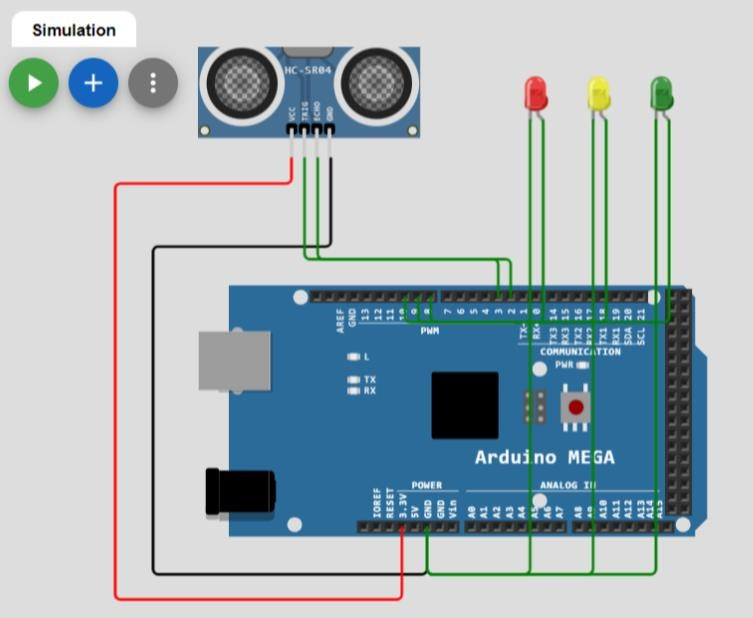 Simulation
HC-SR04
VCC
TRIG
ECHO
GND
AREF
GND
13
12
11
10
9
8
7
6
5
4
3
2
1
0
14
15
16
17
18
19
20
21
PWM
TX
RX
TX3
RX3
TX2
RX2
TX1
RX1
SDA
SCL
COMMUNICATION
PWR
L
TX
RX
Arduino MEGA
POWER
ANALOG IN
IOREF
RESET
3.3V
5V
GND
GND
Vin
A0
A1
A2
A3
A4
A5
A6
A7
A8
A9
A10
A11
A12
A13
A14
A15